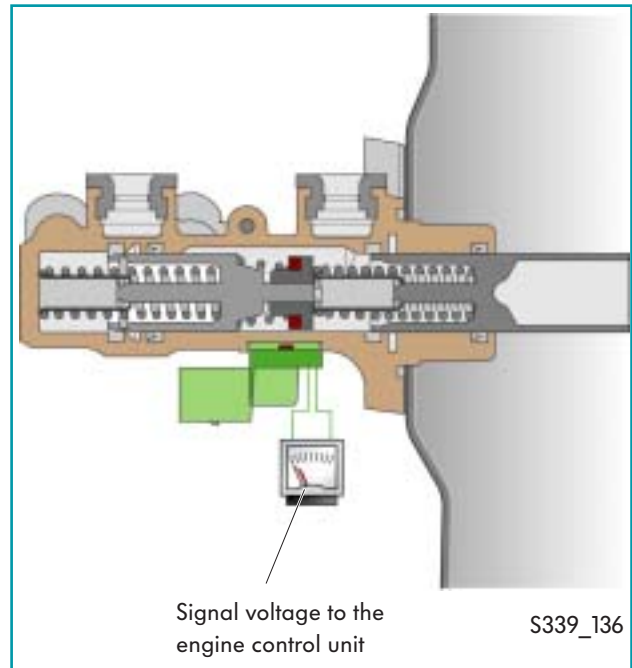 Signal voltage to the
engine control unit
S339_136